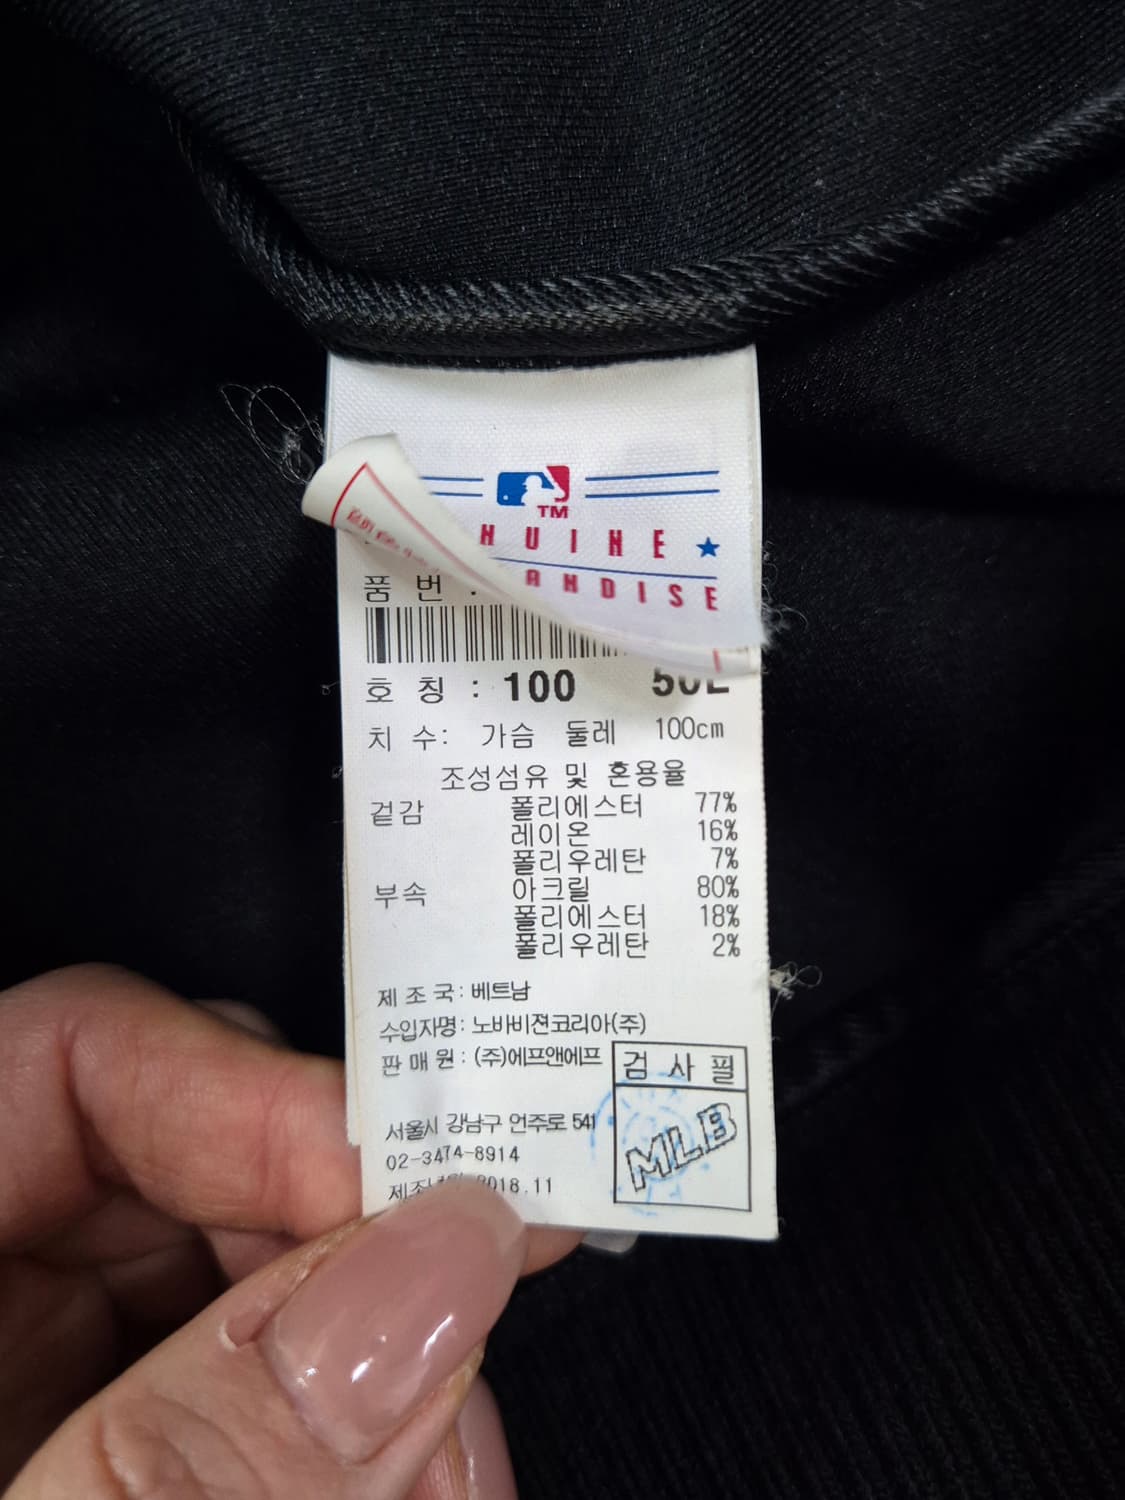 TM
HUINE ★
ANDISE
품 번 :
호 칭 : 100
치 수: 가슴 둘레 100cm
조성섬유 및 혼용율
겉감 폴리에스터 77%
레이온 16%
폴리우레탄 7%
부속 아크릴 80%
폴리에스터 18%
폴리우레탄 2%
제 조 국 : 베트남
수입자명 : 노바비젼코리아(주)
판 매 원 : (주)에프앤에프
검 사 필
MLB
서울시 강남구 언주로 541
02-3474-8914
2018.11